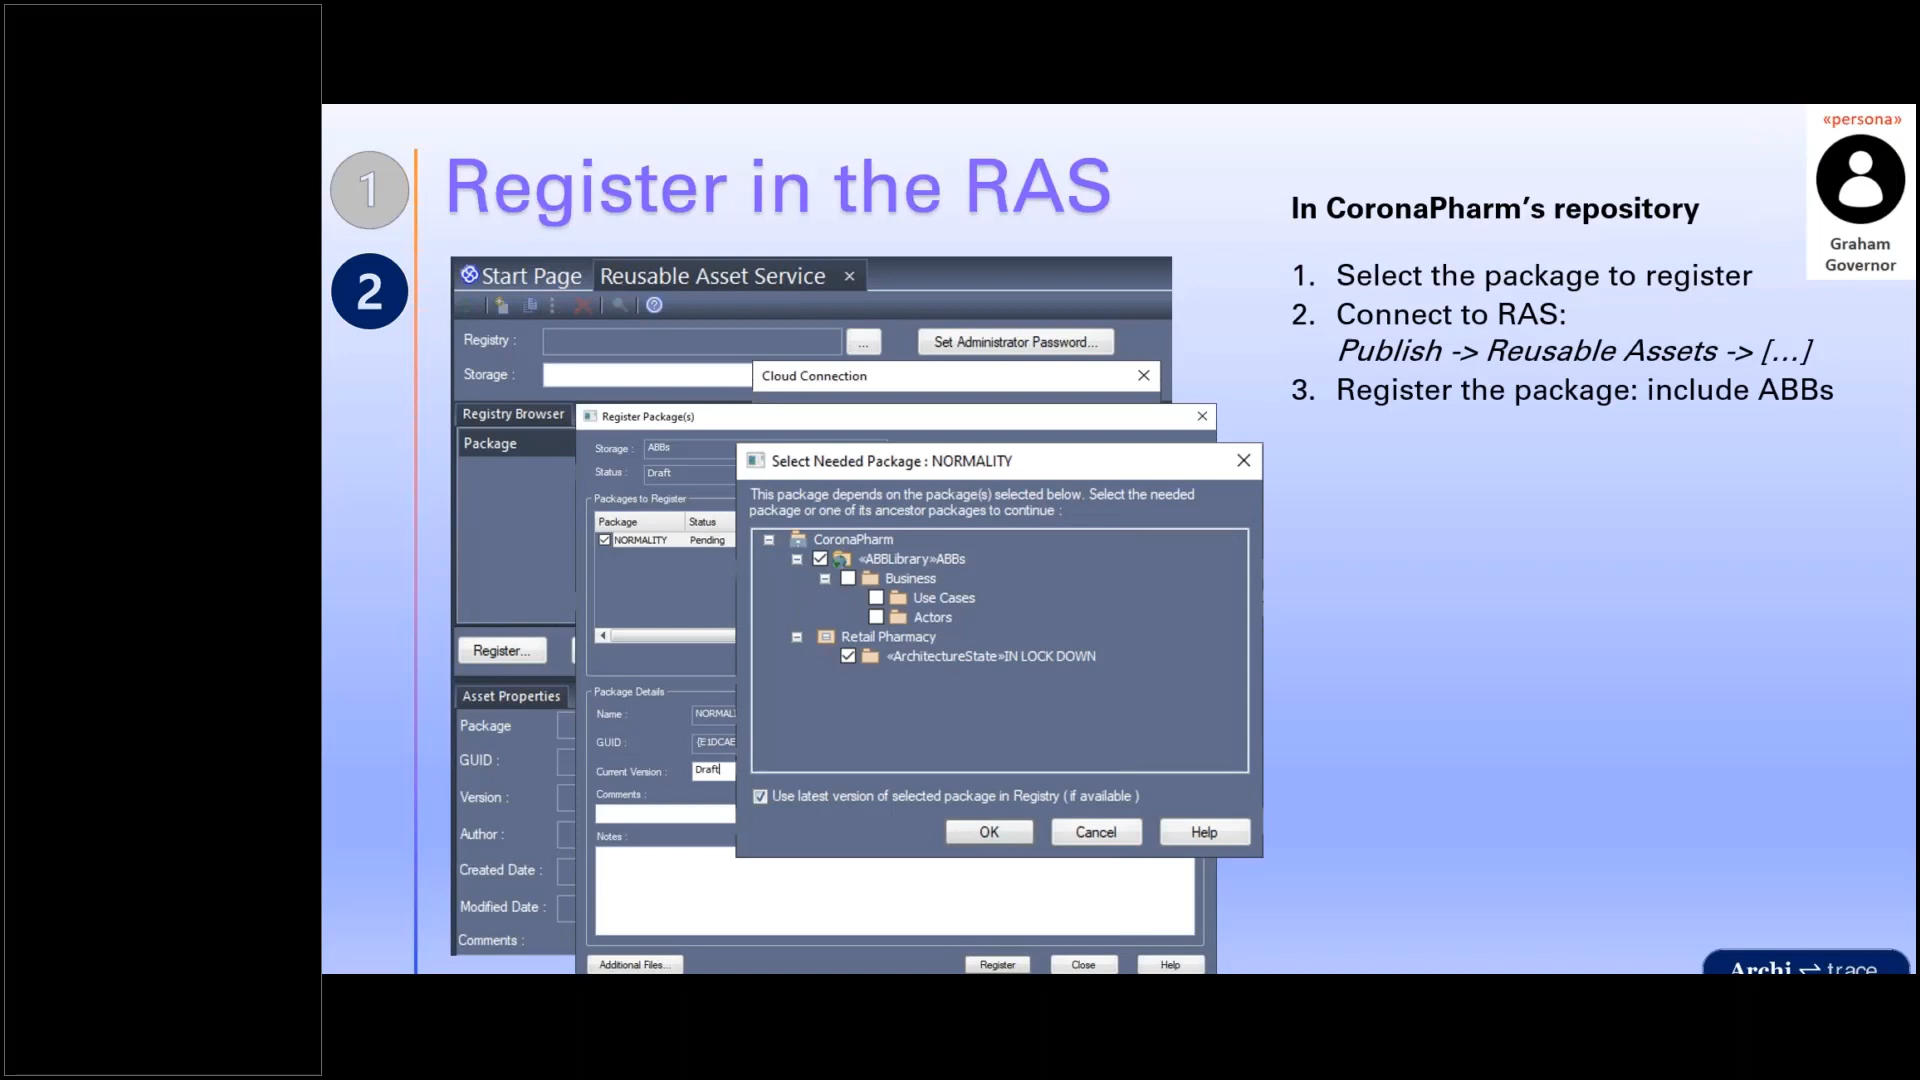 1
Register in the RAS
2
Start Page
Reusable Asset Service
Registry :
...
Set Administrator Password...
Storage :
Cloud Connection
Registry Browser
Package
Register Package(s)
Storage : ABBs
Status : Draft
Packages to Register
Package Status
NORMALITY Pending
Select Needed Package : NORMALITY
This package depends on the package(s) selected below. Select the needed
package or one of its ancestor packages to continue :
CoronaPharm
«ABBLibrary»ABBs
Business
Use Cases
Actors
Retail Pharmacy
«ArchitectureState»IN LOCK DOWN
Use latest version of selected package in Registry ( if available )
OK Cancel Help
Register...
Asset Properties
Package
GUID :
Version :
Author :
Created Date :
Modified Date :
Comments :
Package Details
Name : NORMALI
GUID : {E1DCAE
Current Version : Draft
Comments :
Notes :
Additional Files... Register Close Help
In CoronaPharm's repository
1. Select the package to register
2. Connect to RAS:
Publish -> Reusable Assets -> [...]
3. Register the package: include ABBs
«persona»
Graham
Governor
Archi ⇌ trace